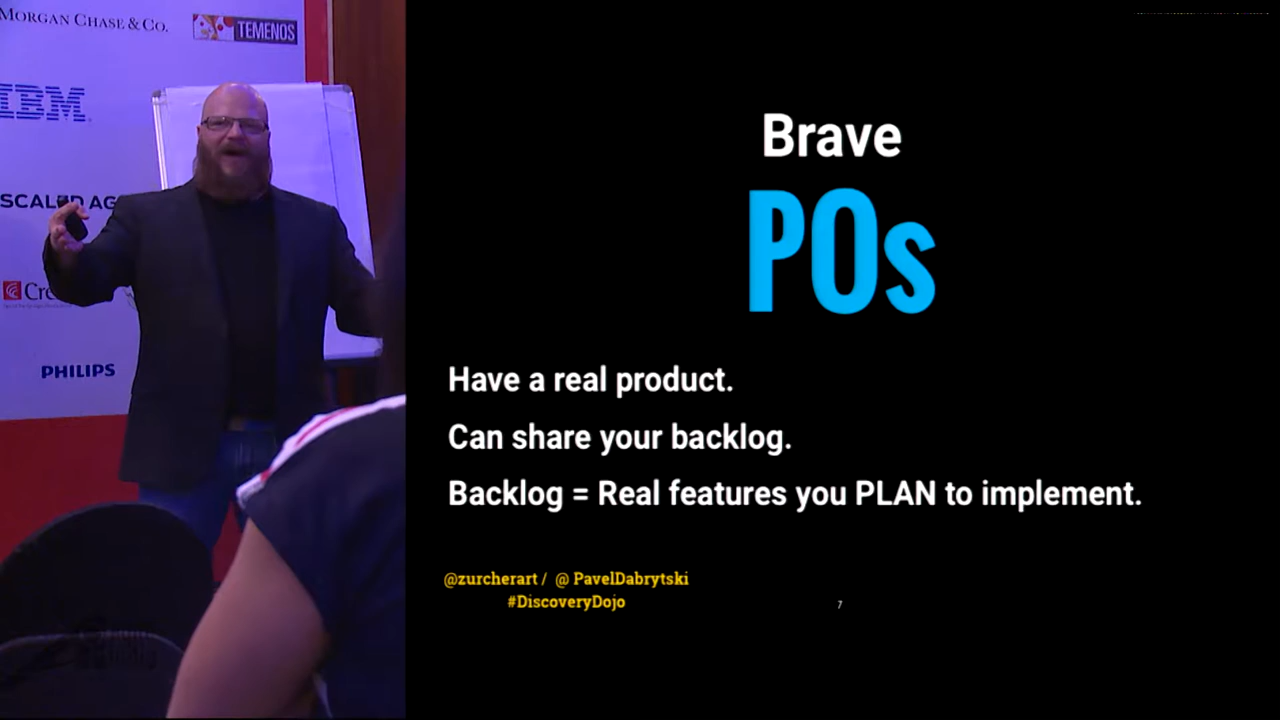 MORGAN CHASE & CO.
TEMENOS
IBM
SCALED AG
Cre
PHILIPS
Brave
POs
Have a real product.
Can share your backlog.
Backlog = Real features you PLAN to implement.
@zurcherart / @ PavelDabrytski
#DiscoveryDojo
7